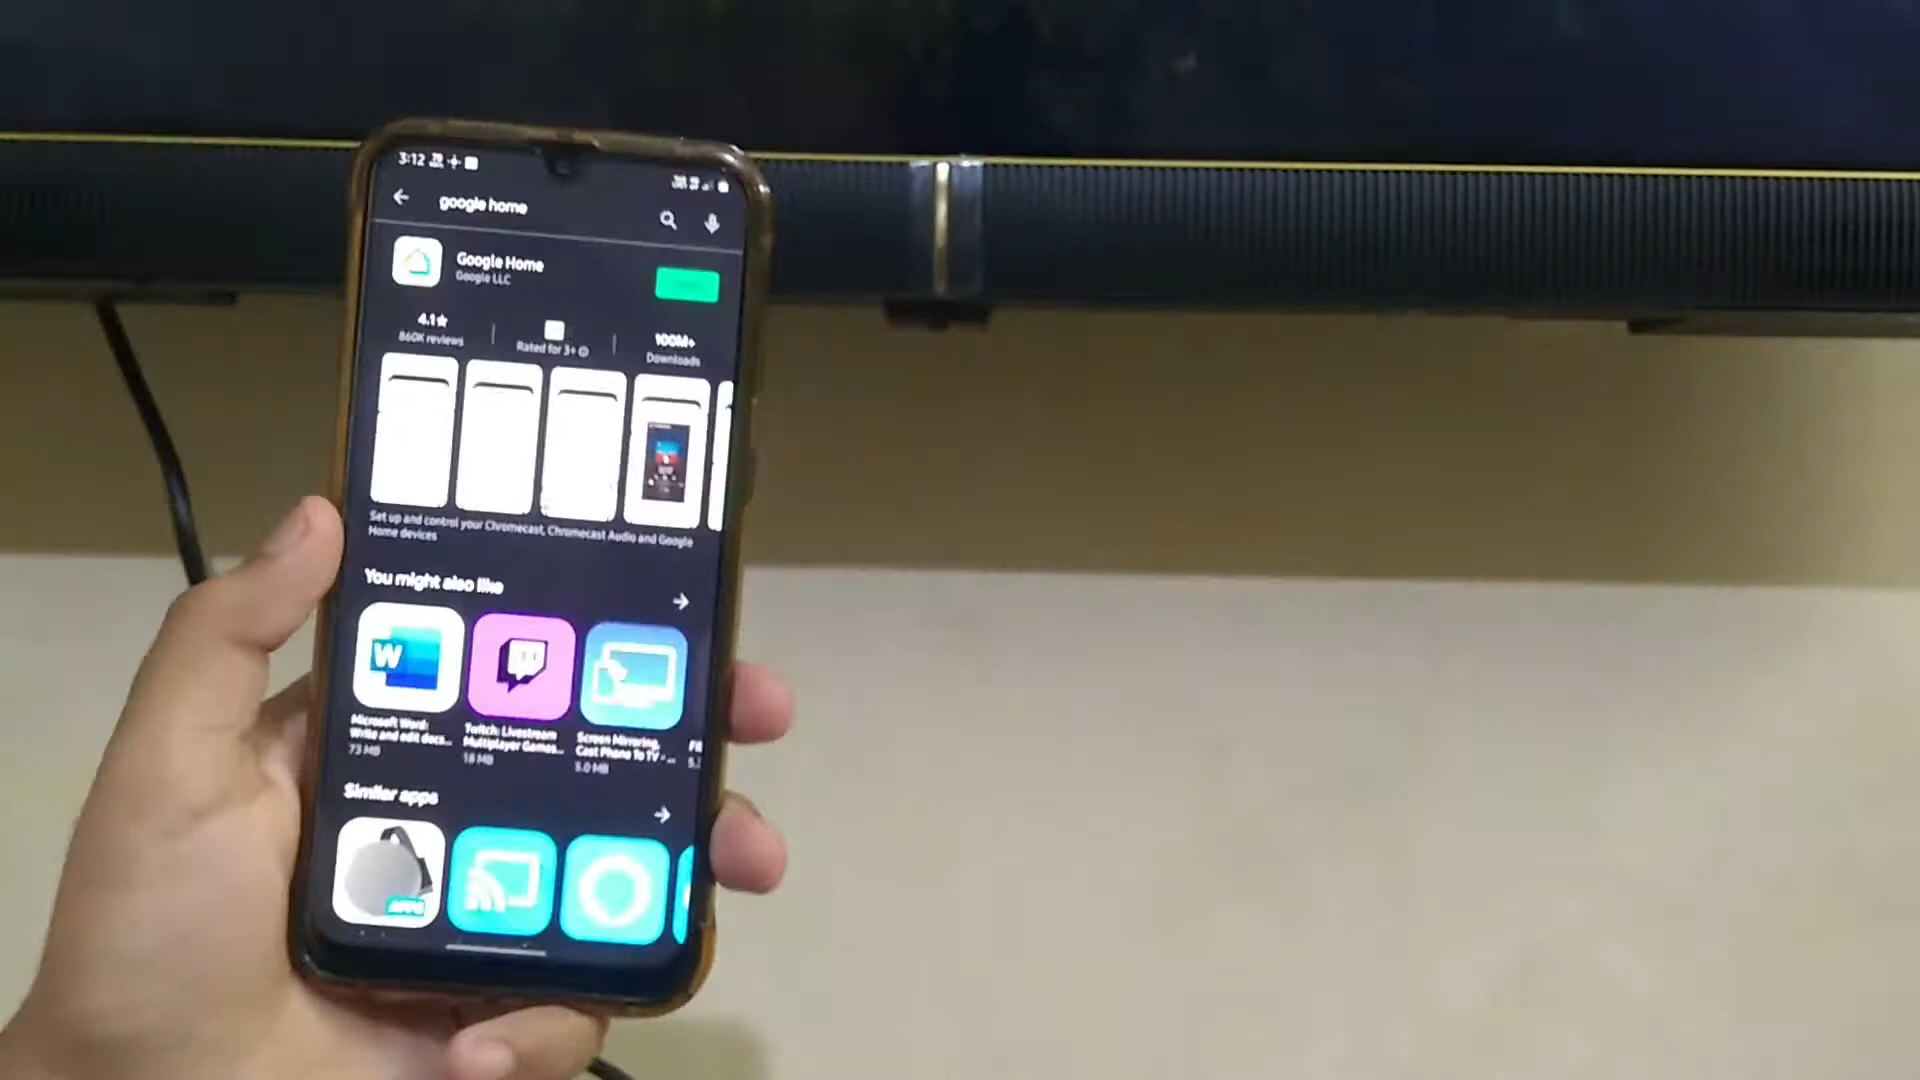 3:12
google home
Google Home
Google LLC
4.1★
860K reviews
Rated for 3+
100M+
Downloads
Set up and control your Chromecast, Chromecast Audio and Google
Home devices
You might also like
W
Microsoft Word:
Write and edit docs...
73 MB
Twitch: Livestream
Multiplayer Games...
18 MB
Screen Mirroring,
Cast Phone To TV - ...
5.0 MB
Similar apps
APPS